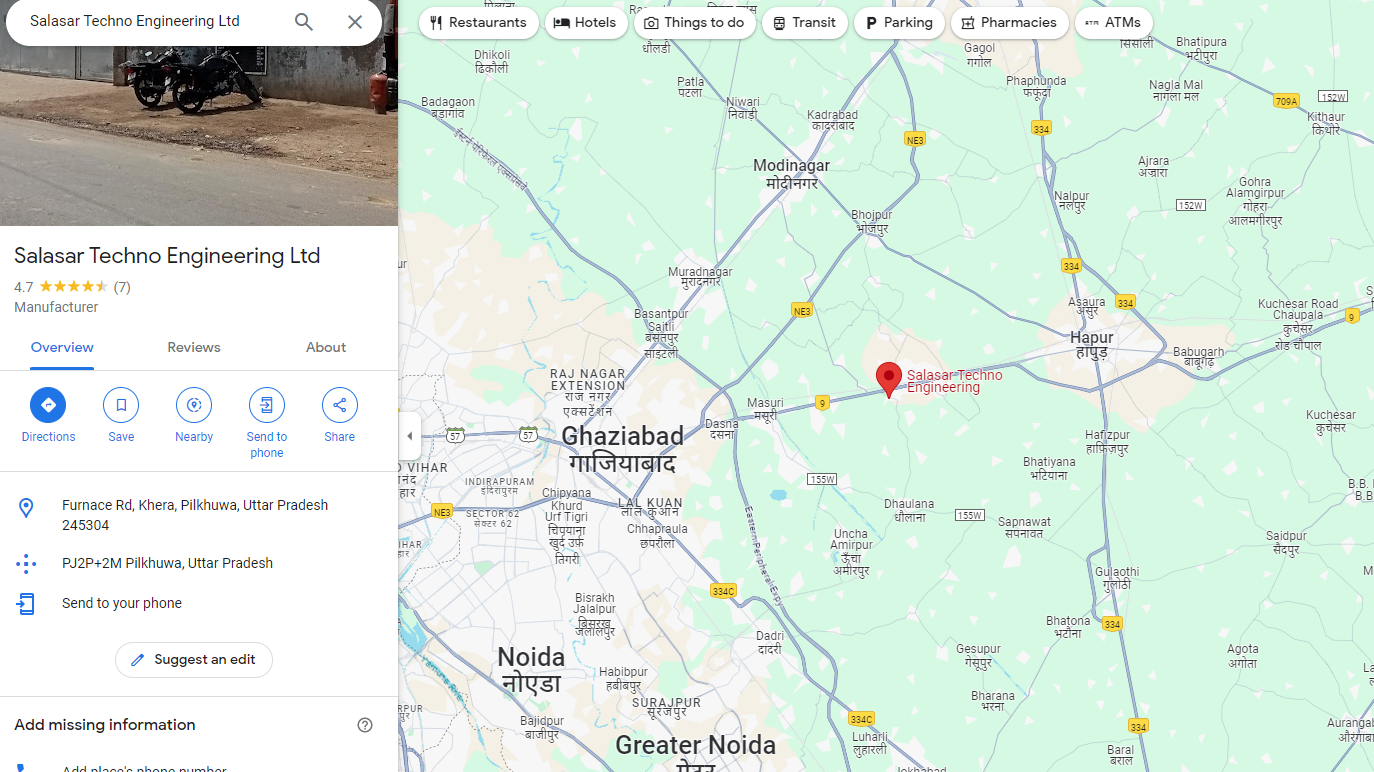 Salasar Techno Engineering Ltd
Salasar Techno Engineering Ltd
4.7 (7)
Manufacturer
Overview
Reviews
About
Directions
Save
Nearby
Send to
phone
Share
Furnace Rd, Khera, Pilkhuwa, Uttar Pradesh
245304
PJ2P+2M Pilkhuwa, Uttar Pradesh
Send to your phone
Suggest an edit
Add missing information
Restaurants
Hotels
Things to do
Transit
Parking
Pharmacies
ATMs
धौलडी
Dhikoli
ढिकौली
Patla
पटला
Gagol
गगोल
Phaphunda
फफूंदा
सिसौली
Bhatipura
भटीपुरा
Nagla Mal
नागला मल
709A
152W
Kithaur
किथौर
Badagaon
बड़ागांव
Niwari
निवाड़ी
Kadrabad
कादराबाद
NE3
334
Modinagar
मोदीनगर
Ajrara
अज्रारा
Nalpur
नलपुर
152W
Gohra
Alamgirpur
गोहरा
आलमगीरपुर
Bhojpur
भोजपुर
Muradnagar
मुरादनगर
334
Asaura
असुर
334
Basantpur
Saitli
बसंतपुर
साइटली
NE3
Kuchesar Road
Chaupala
कुचेसर
रोड चौपाल
9
Hapur
हापुड़
Babugarh
बाबूगढ़
RAJ NAGAR
EXTENSION
राज नगर
एक्सटेंशन
Salasar Techno
Engineering
Masuri
मसूरी
9
Dasna
दसना
Kuchesar
कुचेसर
57
57
Ghaziabad
गाजियाबाद
Hafizpur
हाफ़िज़पुर
Bhatiyana
भटियाना
155W
INDIRAPURAM
इंदिरापुरम
Chipyana
Khurd
Urf Tigri
चिपयाना
खुर्द उर्फ़
तिगरी
LAL KUAN
लाल कुआँन
NE3
SECTOR 62
सेक्टर 62
Chhapraula
छपरौला
Dhaulana
धौलाना
155W
Sapnawat
सपनावत
Uncha
Amirpur
ऊँचा
अमीरपुर
Saidpur
सैदपुर
Eastern Peripheral Expy
334C
Gulaothi
गुलोठी
Bisrakh
Jalalpur
बिसरख
जलालपुर
Bhatona
भटौना
334
Dadri
दादरी
Noida
नोएडा
Gesupur
गेसूपुर
Agota
अगोता
Habibpur
हबीबपुर
Bharana
भरना
SURAJPUR
सूरजपुर
Bajidpur
बाजीपुर
334C
Luharli
लुहारली
334
Greater Noida
Baral
बराल